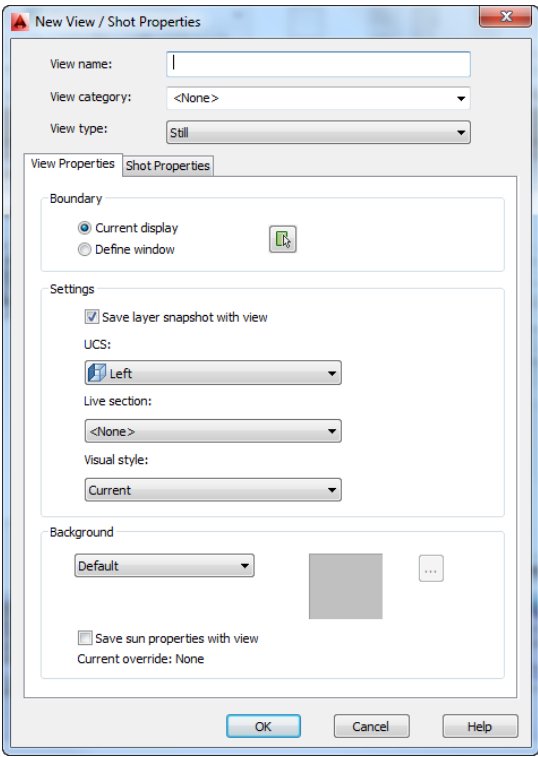 New View / Shot Properties
View name:
View category: <None>
View type: Still
View Properties Shot Properties
Boundary
Current display
Define window
Settings
Save layer snapshot with view
UCS:
Left
Live section:
<None>
Visual style:
Current
Background
Default ...
Save sun properties with view
Current override: None
OK Cancel Help